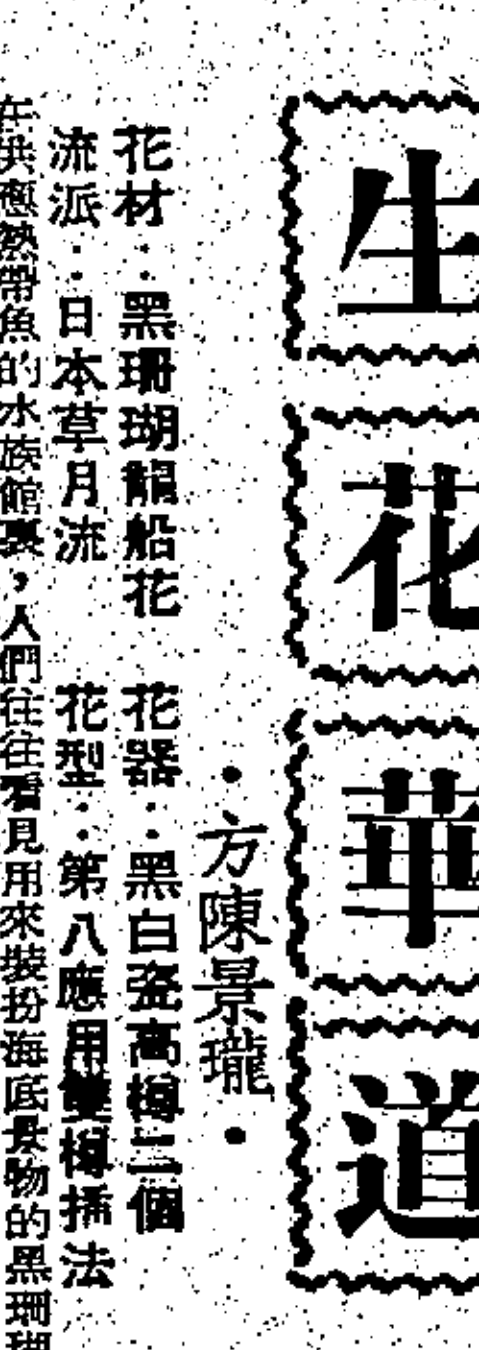 生花華道
·方陳景瓏·
花材：黑珊瑚龍船花　花器：黑白瓷高樽二個
流派：日本草月流　花型：第八應用雙樽插法
在供應熱帶魚的水族館裏，人們往往看見用來裝扮海底景物的黑珊瑚